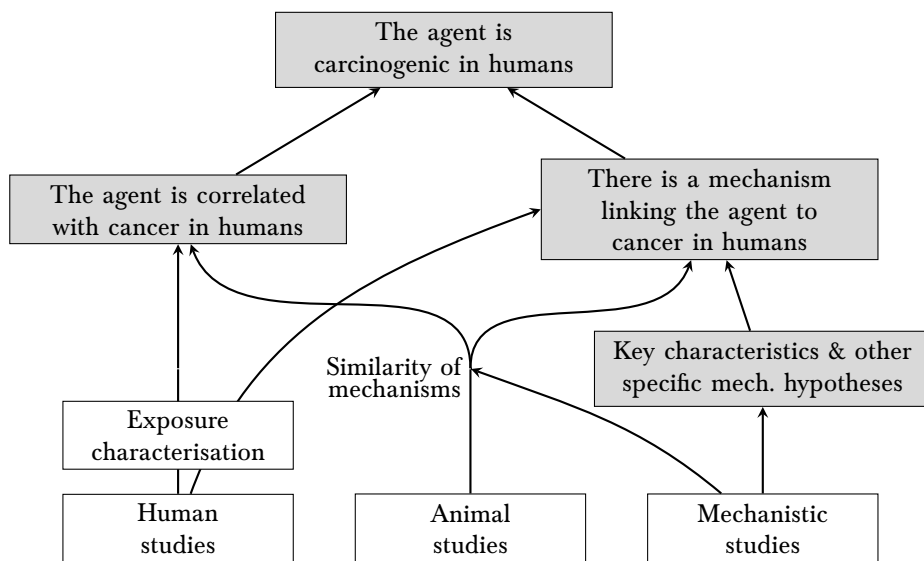 The agent is
carcinogenic in humans
The agent is correlated
with cancer in humans
There is a mechanism
linking the agent to
cancer in humans
Similarity of
mechanisms
Key characteristics & other
specific mech. hypotheses
Exposure
characterisation
Human
studies
Animal
studies
Mechanistic
studies